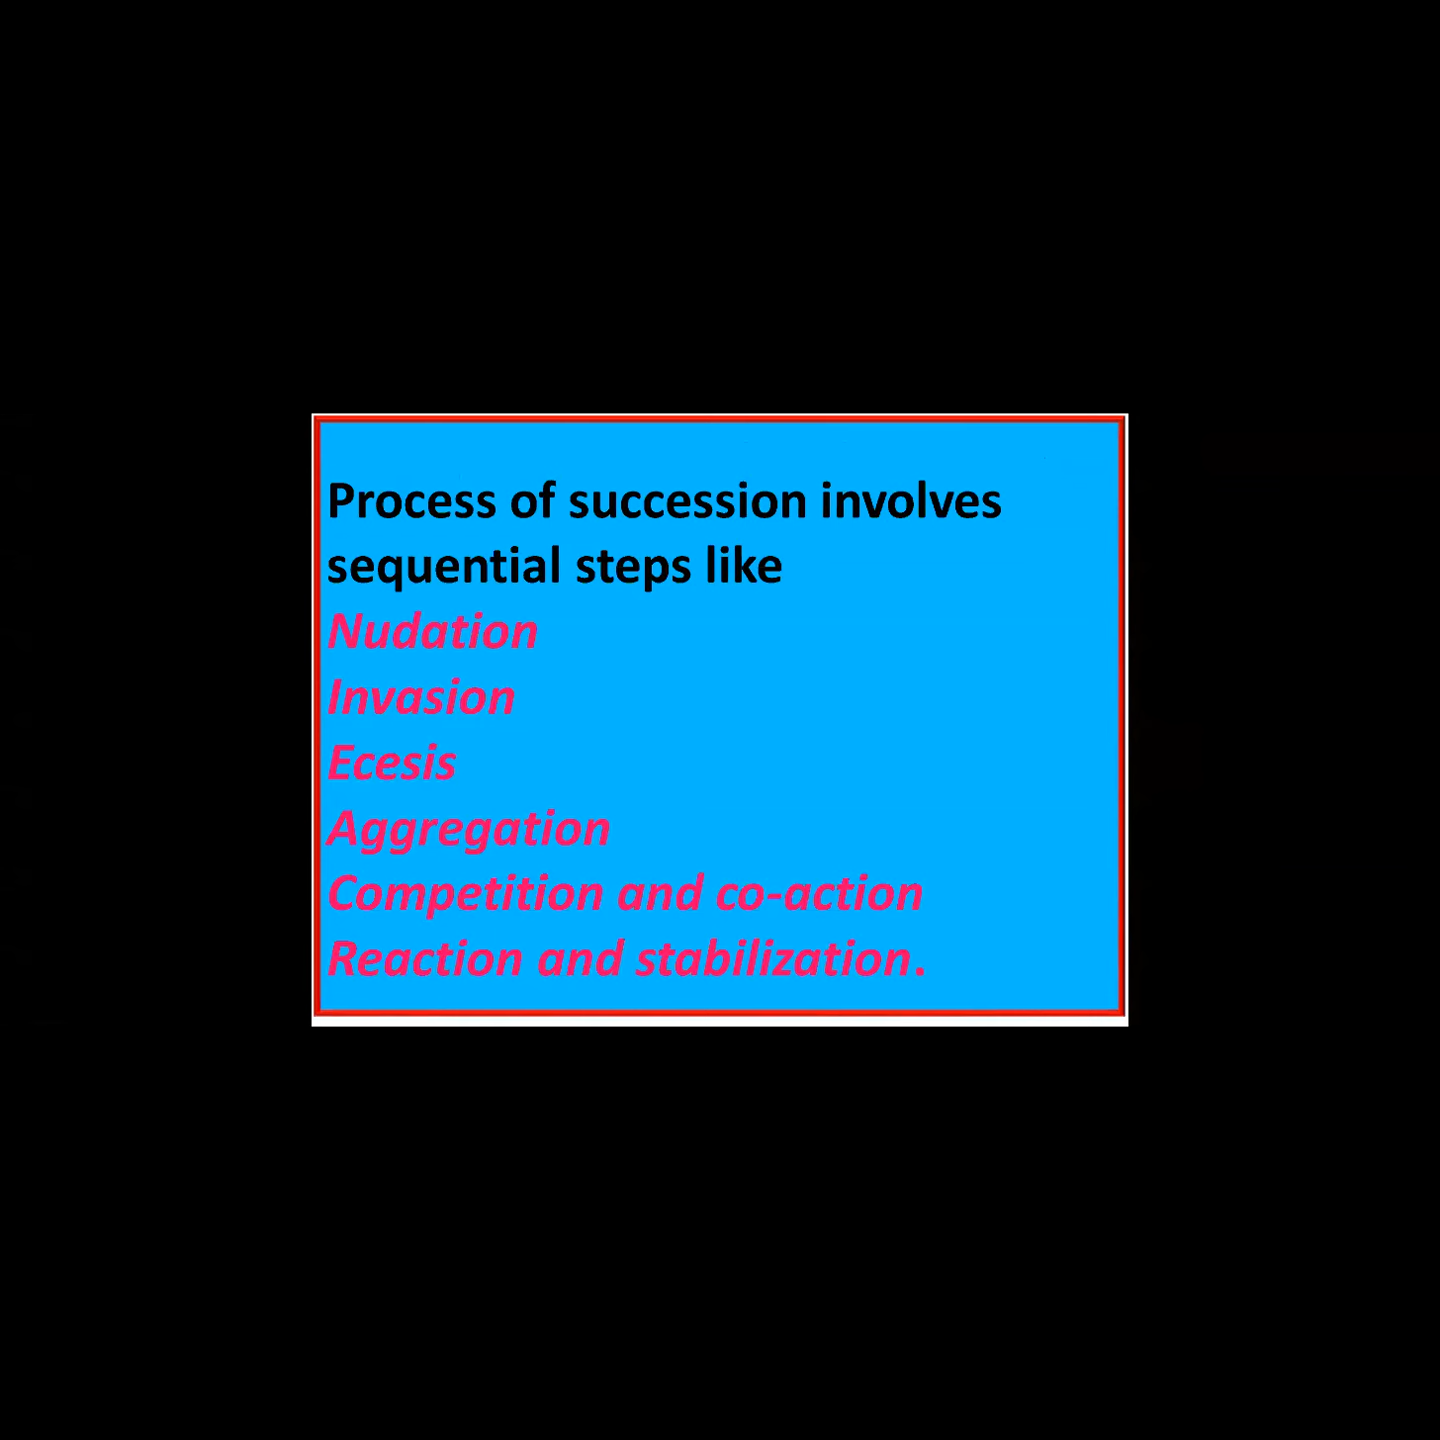 Process of succession involves
sequential steps like
Nudation
Invasion
Ecesis
Aggregation
Competition and co-action
Reaction and stabilization.